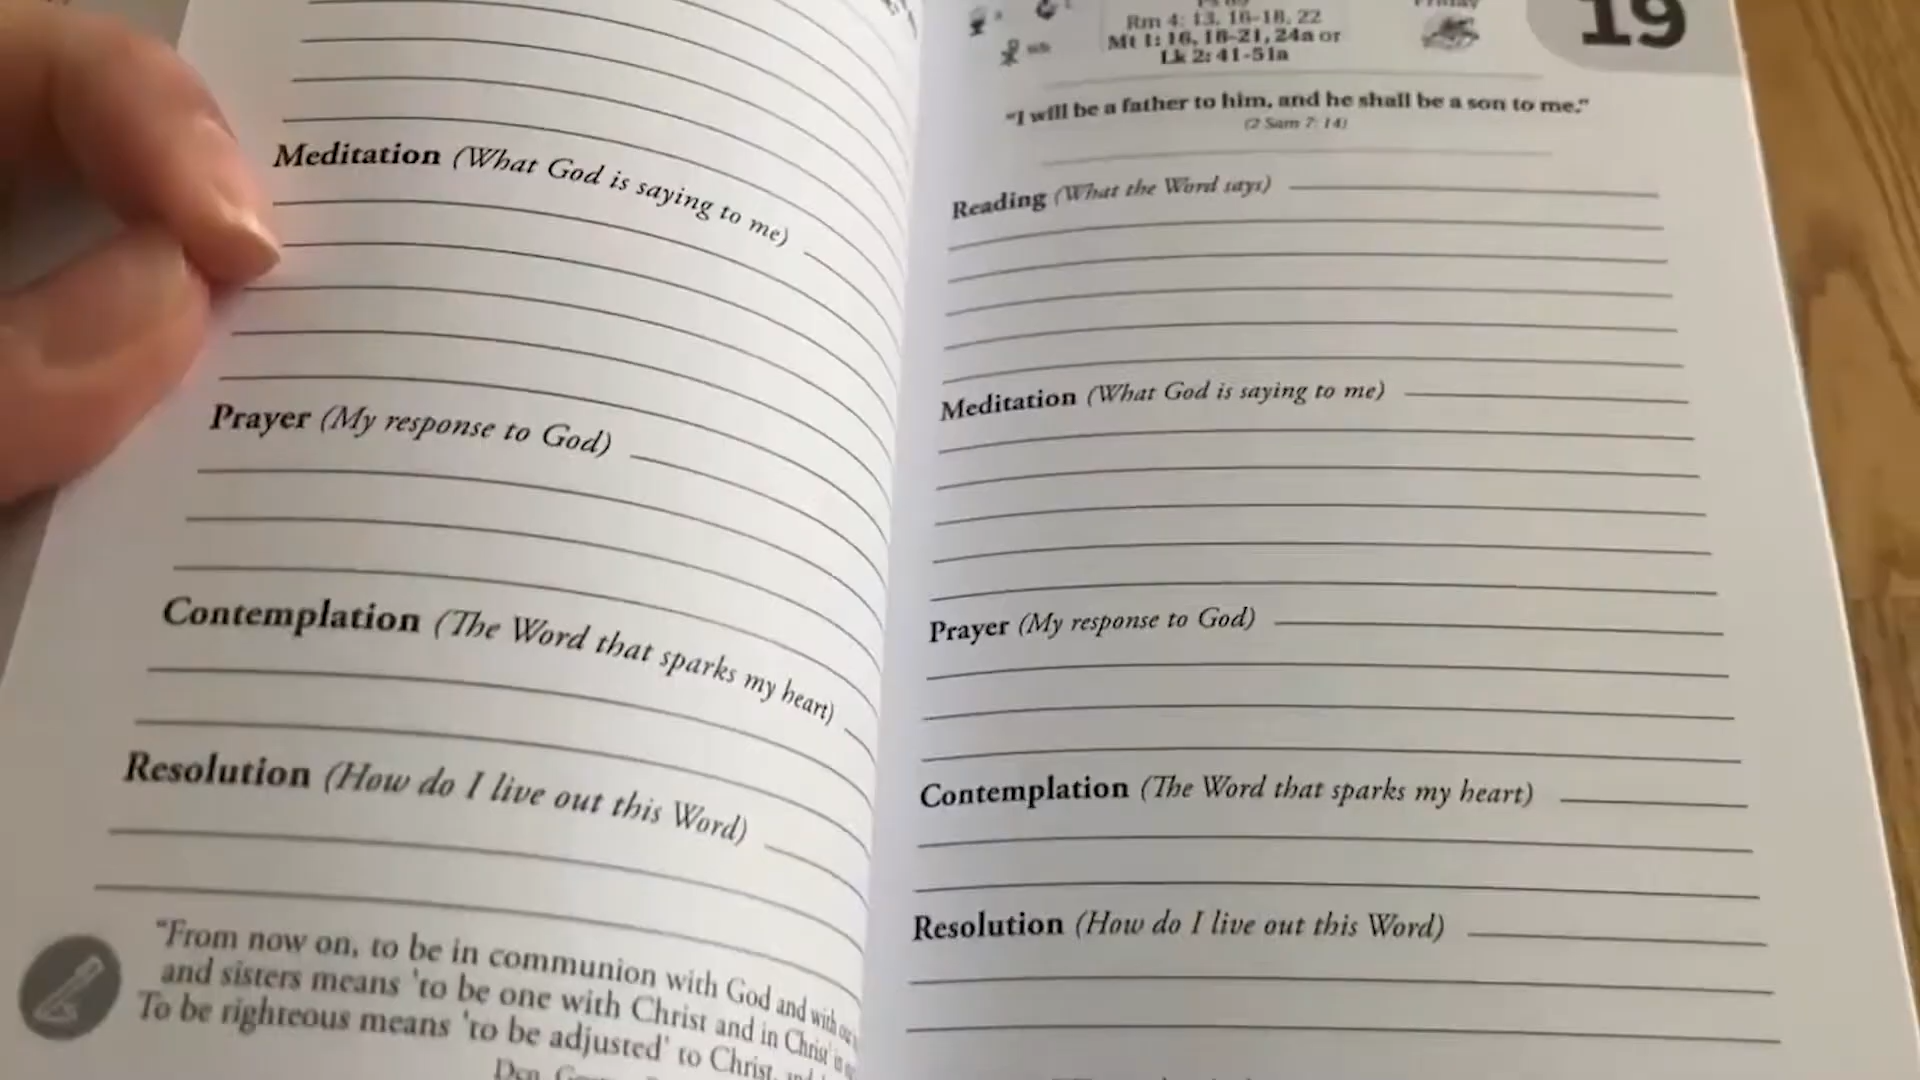 Meditation (What God is saying to me)
Prayer (My response to God)
Contemplation (The Word that sparks my heart)
Resolution (How do I live out this Word)
"From now on, to be in communion with God and with
and sisters means 'to be one with Christ and in Christ'
To be righteous means 'to be adjusted' to Christ,
Rm 4: 13, 16-18, 22
Mt 1: 16, 18-21, 24a or
Lk 2: 41-51a
Friday
19
"I will be a father to him, and he shall be a son to me."
(2 Sam 7: 14)
Reading (What the Word says)
Meditation (What God is saying to me)
Prayer (My response to God)
Contemplation (The Word that sparks my heart)
Resolution (How do I live out this Word)